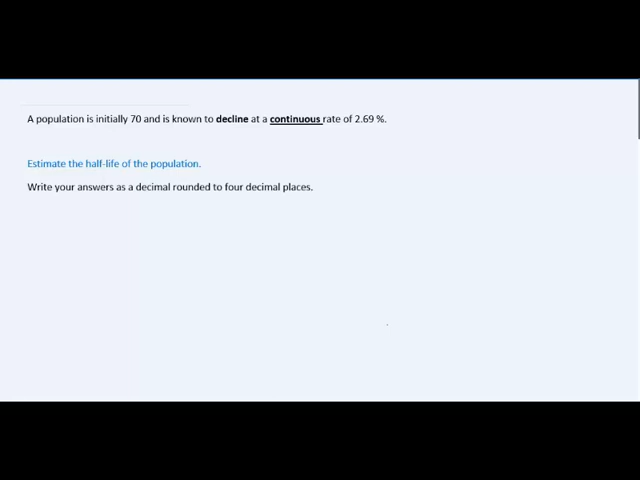 A population is initially 70 and is known to decline at a continuous rate of 2.69 %.
Estimate the half-life of the population.
Write your answers as a decimal rounded to four decimal places.